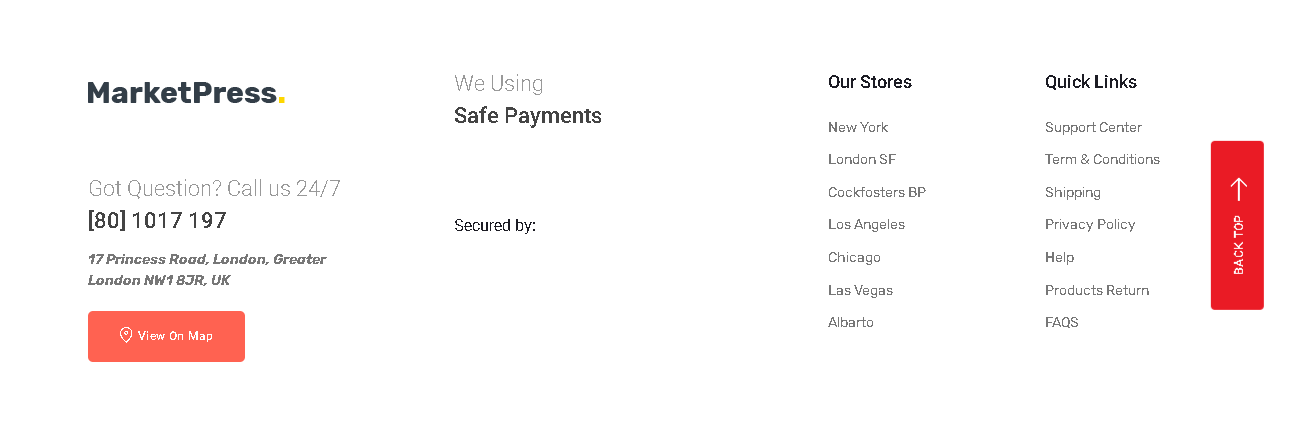 MarketPress.
Got Question? Call us 24/7
[80] 1017 197
17 Princess Road, London, Greater
London NW1 8JR, UK
View On Map
We Using
Safe Payments
Secured by:
Our Stores
New York
London SF
Cockfosters BP
Los Angeles
Chicago
Las Vegas
Albarto
Quick Links
Support Center
Term & Conditions
Shipping
Privacy Policy
Help
Products Return
FAQS
BACK TOP